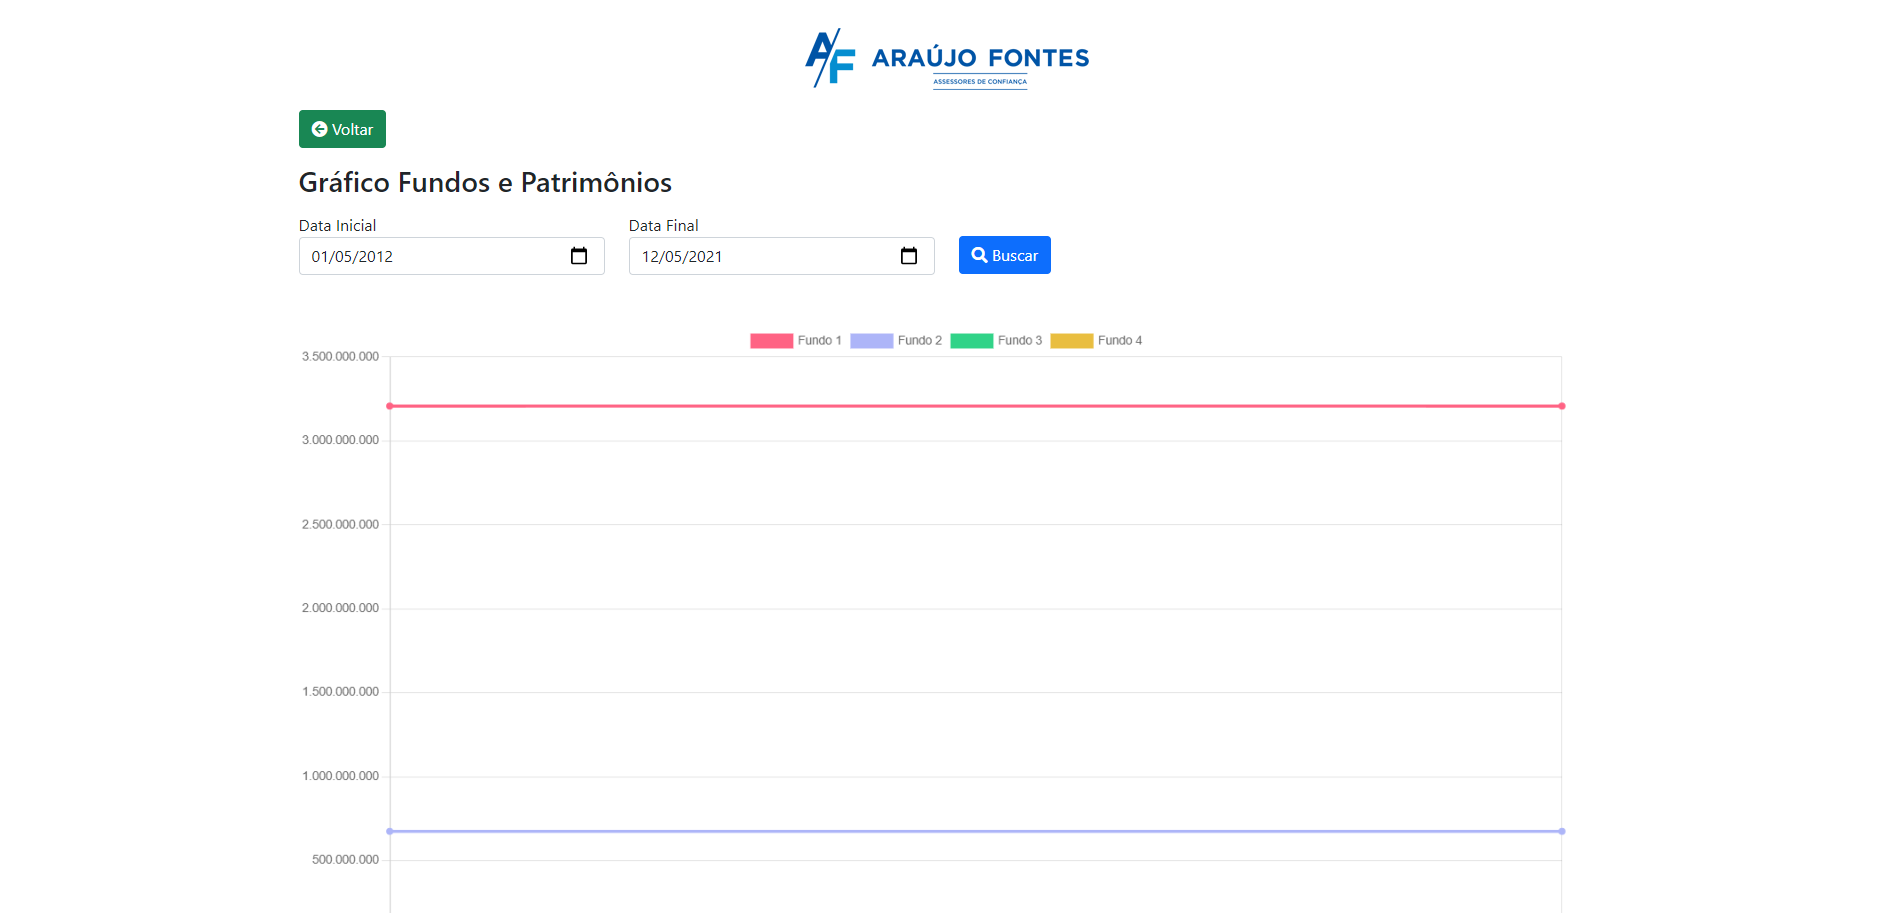 AF ARAÚJO FONTES
ASSESSORES DE CONFIANÇA
Voltar
Gráfico Fundos e Patrimônios
Data Inicial Data Final
01/05/2012 12/05/2021 Buscar
Fundo 1 Fundo 2 Fundo 3 Fundo 4
3.500.000.000
3.000.000.000
2.500.000.000
2.000.000.000
1.500.000.000
1.000.000.000
500.000.000